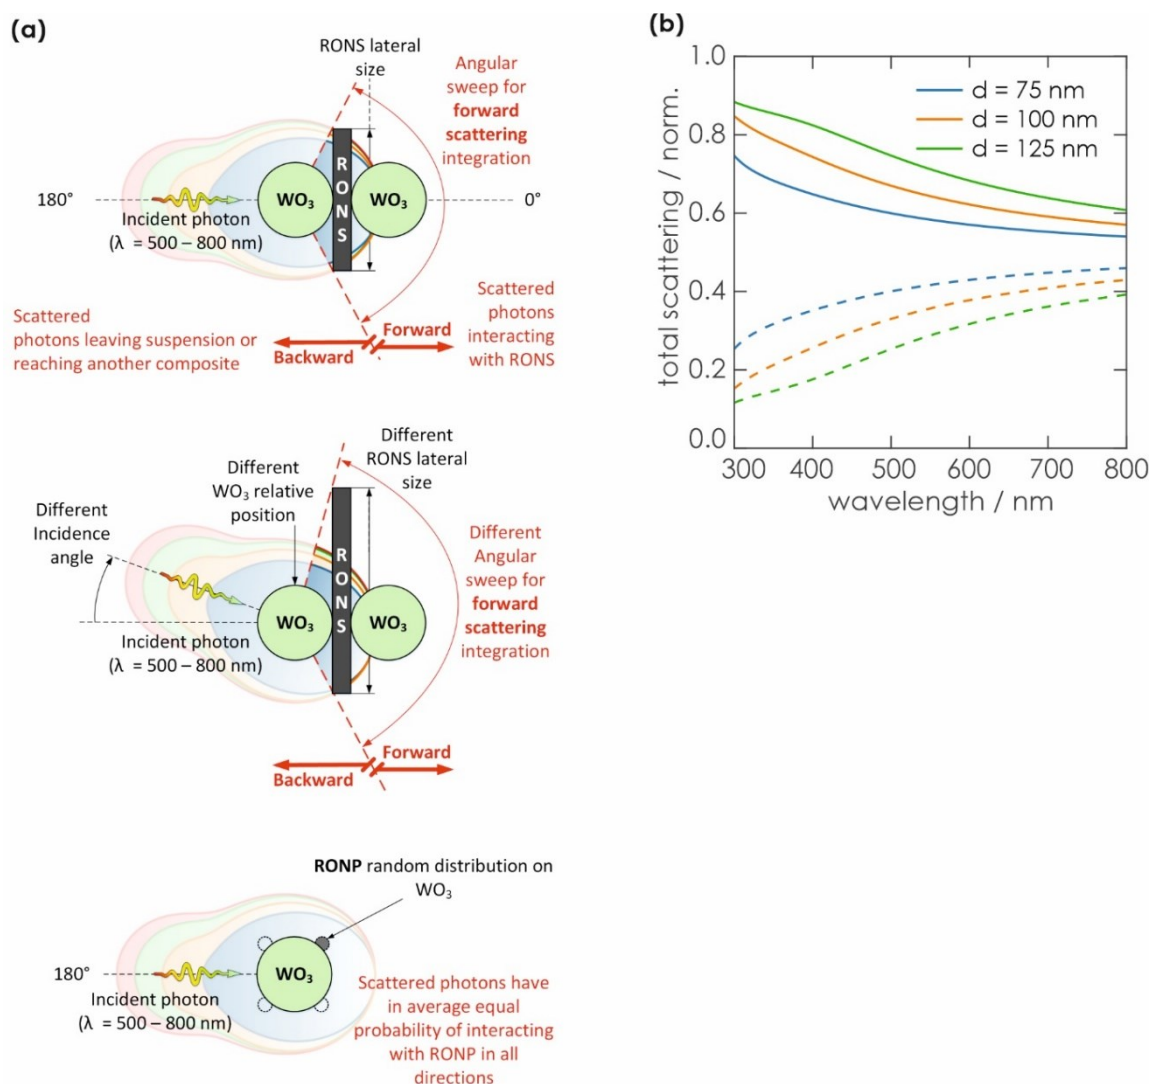 (a)
RONS lateral
size
Angular
sweep for
forward
scattering
integration
R
O
N
S
WO₃
WO₃
180°
0°
Incident photon
(λ = 500 – 800 nm)
Scattered
photons leaving suspension or
reaching another composite
Scattered
photons
interacting
with RONS
Forward
Backward
Different
RONS lateral
size
Different
WO₃ relative
position
Different
Incidence
angle
R
O
N
S
WO₃
WO₃
Different
Angular
sweep for
forward
scattering
integration
Incident photon
(λ = 500 – 800 nm)
Forward
Backward
RONP random distribution on
WO₃
WO₃
180°
Incident photon
(λ = 500 – 800 nm)
Scattered photons have
in average equal
probability of interacting
with RONP in all
directions
(b)
total scattering / norm.
1.0
0.8
0.6
0.4
0.2
0.0
d = 75 nm
d = 100 nm
d = 125 nm
300 400 500 600 700 800
wavelength / nm